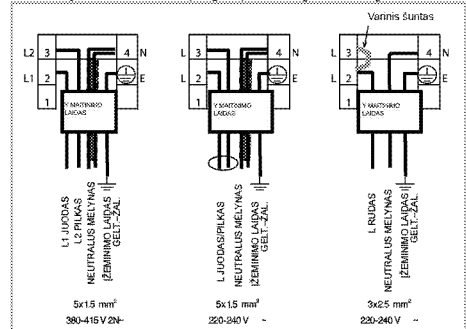 Varinis šuntas
L2 3 4 N
L1 2 E
1
Y MAITINIMO
LAIDAS
L1 JUODAS
L2 PILKAS
NEUTRALUS MĖLYNAS
ĮŽEMINIMO LAIDAS
GELT.-ŽAL.
5x1.5 mm²
380-415 V 2N~
L 3 4 N
L 2 E
1
Y MAITINIMO
LAIDAS
L JUODAS/PILKAS
NEUTRALUS MĖLYNAS
ĮŽEMINIMO LAIDAS
GELT.-ŽAL.
5x1.5 mm²
220-240 V ~
L 3 4 N
L 2 E
1
Y MAITINIMO
LAIDAS
L RUDAS
NEUTRALUS MĖLYNAS
ĮŽEMINIMO LAIDAS
GELT.-ŽAL.
3x2.5 mm²
220-240 V ~